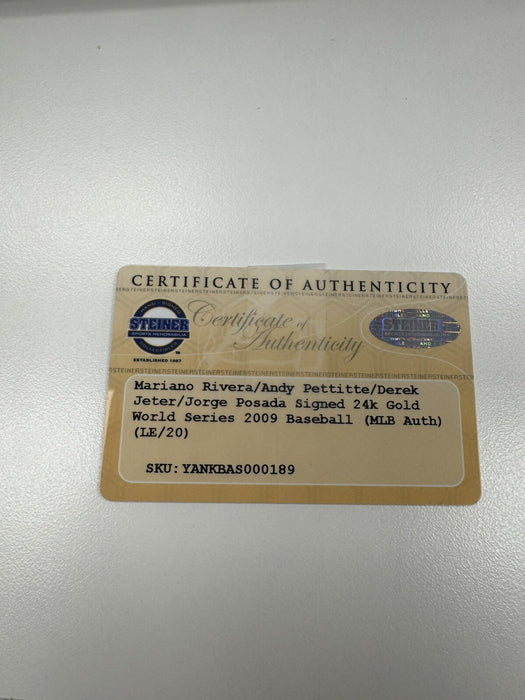 CERTIFICATE OF AUTHENTICITY
Certificate of
Authenticity
STEINER
SPORTS MEMORABILIA
ESTABLISHED 1987
STEINER
Mariano Rivera/Andy Pettitte/Derek
Jeter/Jorge Posada Signed 24k Gold
World Series 2009 Baseball (MLB Auth)
(LE/20)
SKU: YANKBAS000189